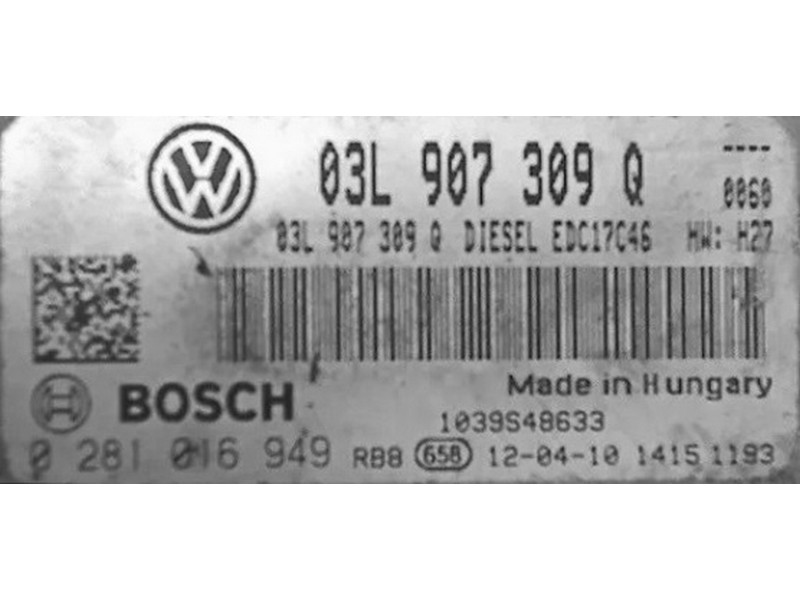 03L 907 309 Q ----
0060
03L 907 309 Q DIESEL EDC17C46 HW: H27
BOSCH
Made in Hungary
1039S48633
0 281 016 949 RB8 658 12-04-10 1415 1193